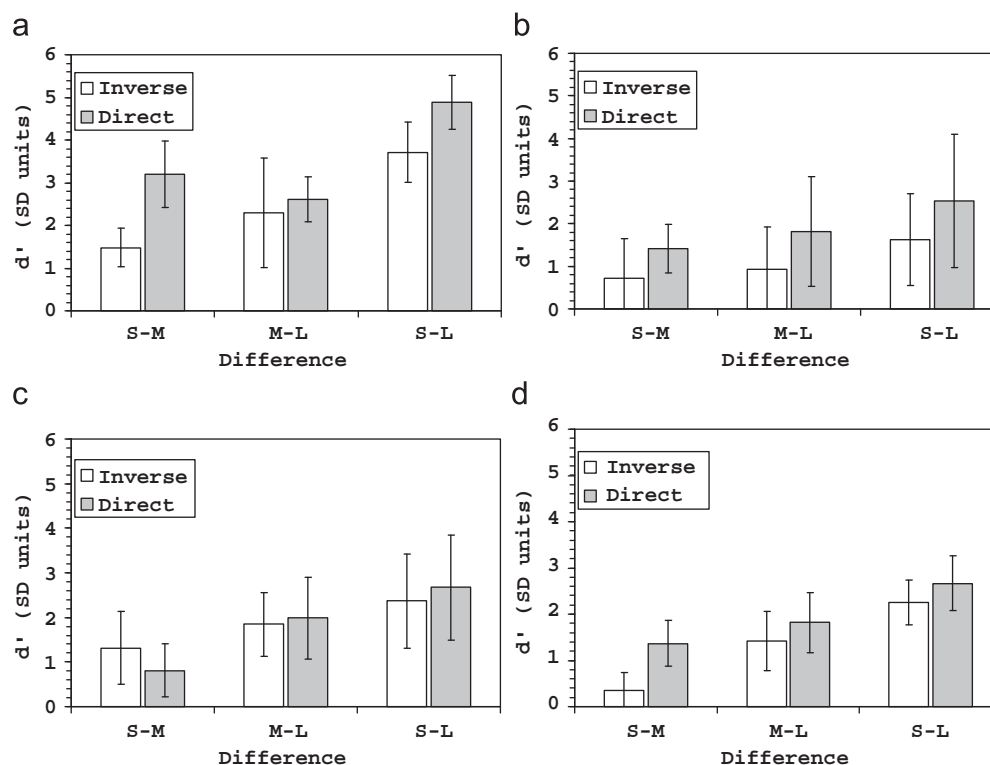 a
d' (SD units)
6
5
4
3
2
1
0
Inverse
Direct
S-M M-L S-L
Difference
b
d' (SD units)
6
5
4
3
2
1
0
Inverse
Direct
S-M M-L S-L
Difference
c
d' (SD units)
6
5
4
3
2
1
0
Inverse
Direct
S-M M-L S-L
Difference
d
d' (SD units)
6
5
4
3
2
1
0
Inverse
Direct
S-M M-L S-L
Difference